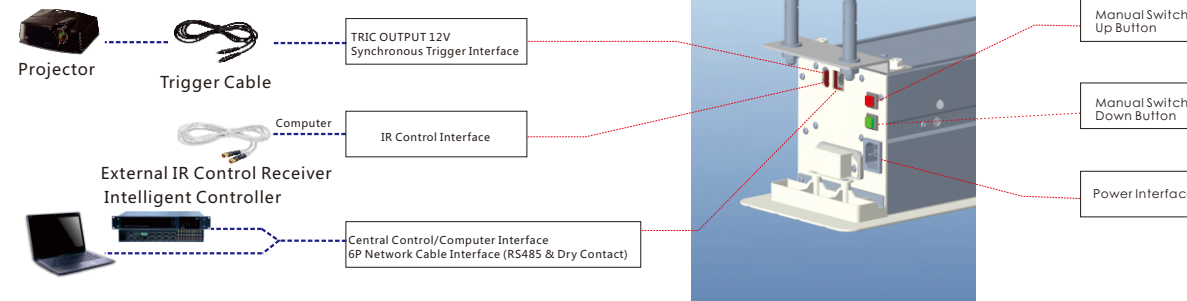 Projector
Trigger Cable
TRIC OUTPUT 12V
Synchronous Trigger Interface
Computer
IR Control Interface
External IR Control Receiver
Intelligent Controller
Central Control/Computer Interface
6P Network Cable Interface (RS485 & Dry Contact)
Manual Switch
Up Button
Manual Switch
Down Button
Power Interface